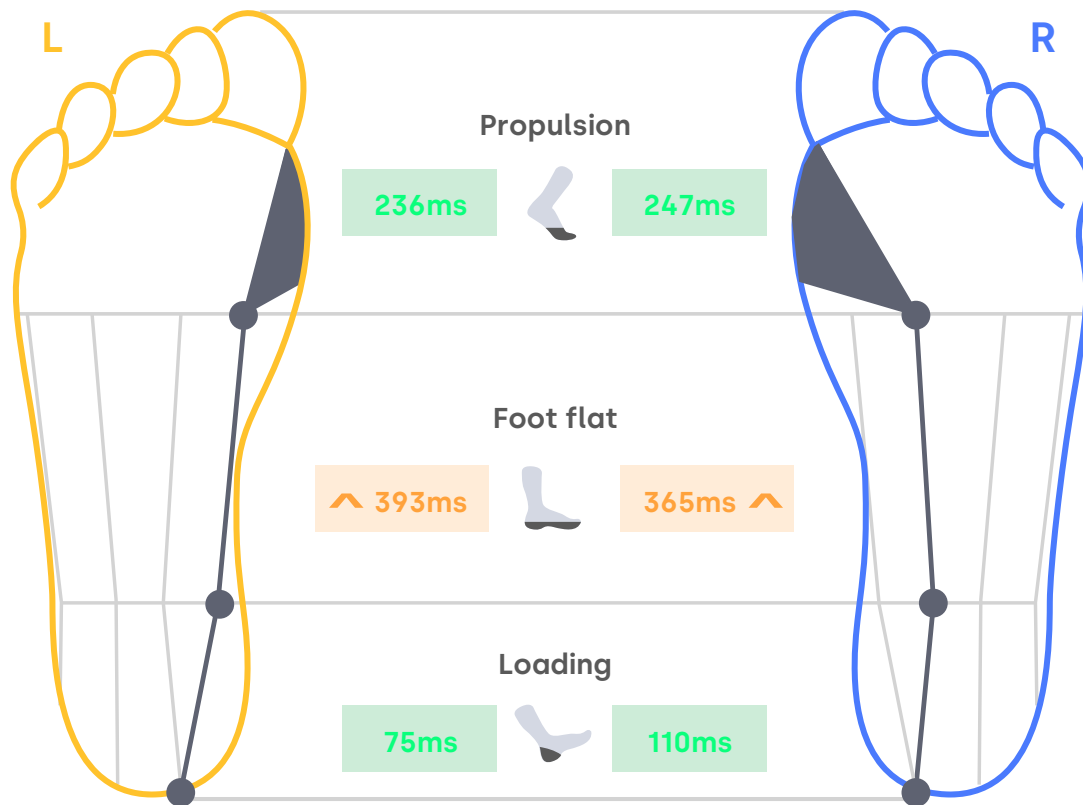 L
R
Propulsion
236ms 247ms
Foot flat
393ms 365ms
Loading
75ms 110ms